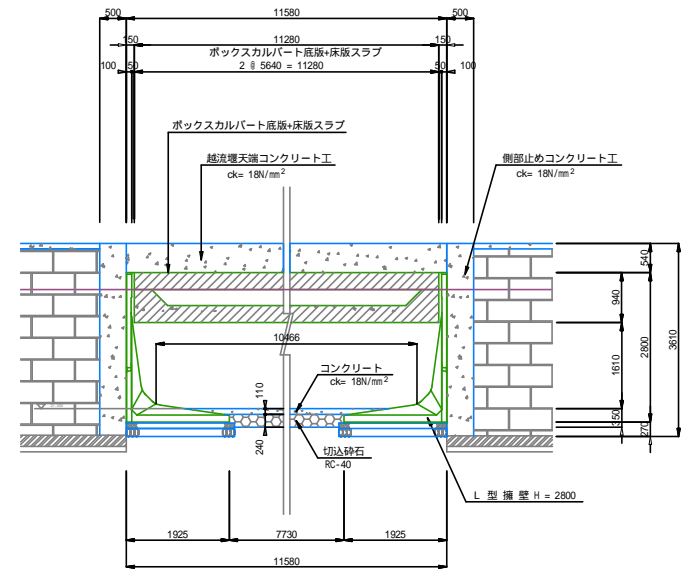 500
11580
500
150
11280
150
ボックスカルバート底版+床版スラブ
100
50
2 @ 5640 = 11280
50
100
ボックスカルバート底版+床版スラブ
越流堰天端コンクリート工
ck= 18N/mm²
側部止めコンクリート工
ck= 18N/mm²
540
940
2800
3610
1610
10466
コンクリート
ck= 18N/mm²
110
350
240
270
切込砕石
RC-40
L 型 擁 壁 H = 2800
1925
7730
1925
11580